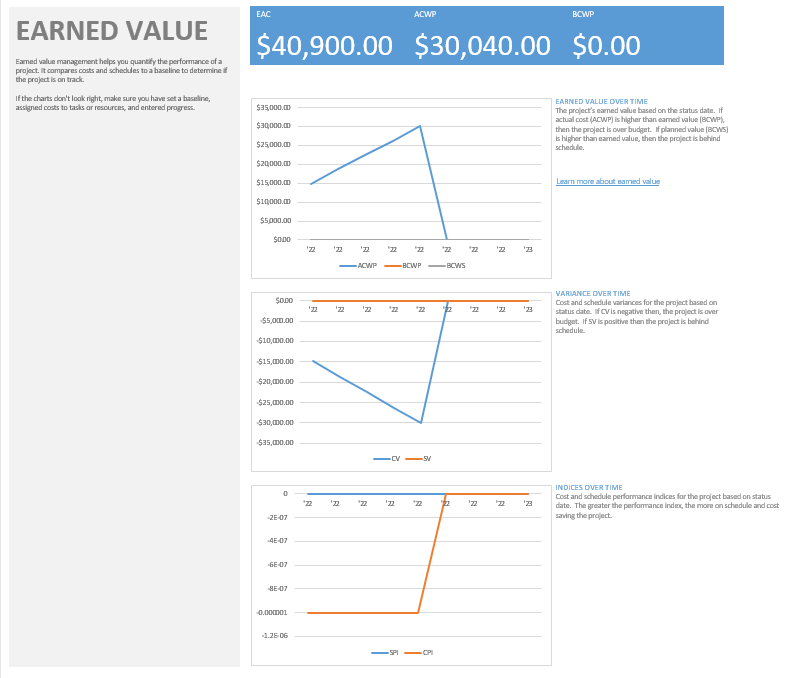 EARNED VALUE
Earned value management helps you quantify the performance of a
project. It compares costs and schedules to a baseline to determine if
the project is on track.
If the charts don't look right, make sure you have set a baseline,
assigned costs to tasks or resources, and entered progress.
EAC ACWP BCWP
$40,900.00 $30,040.00 $0.00
$35,000.00
$30,000.00
$25,000.00
$20,000.00
$15,000.00
$10,000.00
$5,000.00
$0.00
'22 '22 '22 '22 '22 '22 '22 '22 '23
ACWP BCWP BCWS
EARNED VALUE OVER TIME
The project's earned value based on the status date. If
actual cost (ACWP) is higher than earned value (BCWP),
then the project is over budget. If planned value (BCWS)
is higher than earned value, then the project is behind
schedule.
Learn more about earned value
$0.00
-$5,000.00
-$10,000.00
-$15,000.00
-$20,000.00
-$25,000.00
-$30,000.00
-$35,000.00
'22 '22 '22 '22 '22 '22 '22 '22 '23
CV SV
VARIANCE OVER TIME
Cost and schedule variances for the project based on
status date. If CV is negative then, the project is over
budget. If SV is positive then the project is behind
schedule.
0
-2E-07
-4E-07
-6E-07
-8E-07
-0.000001
-1.2E-06
'22 '22 '22 '22 '22 '22 '22 '22 '23
SPI CPI
INDICES OVER TIME
Cost and schedule performance indices for the project based on status
date. The greater the performance index, the more on schedule and cost
saving the project.